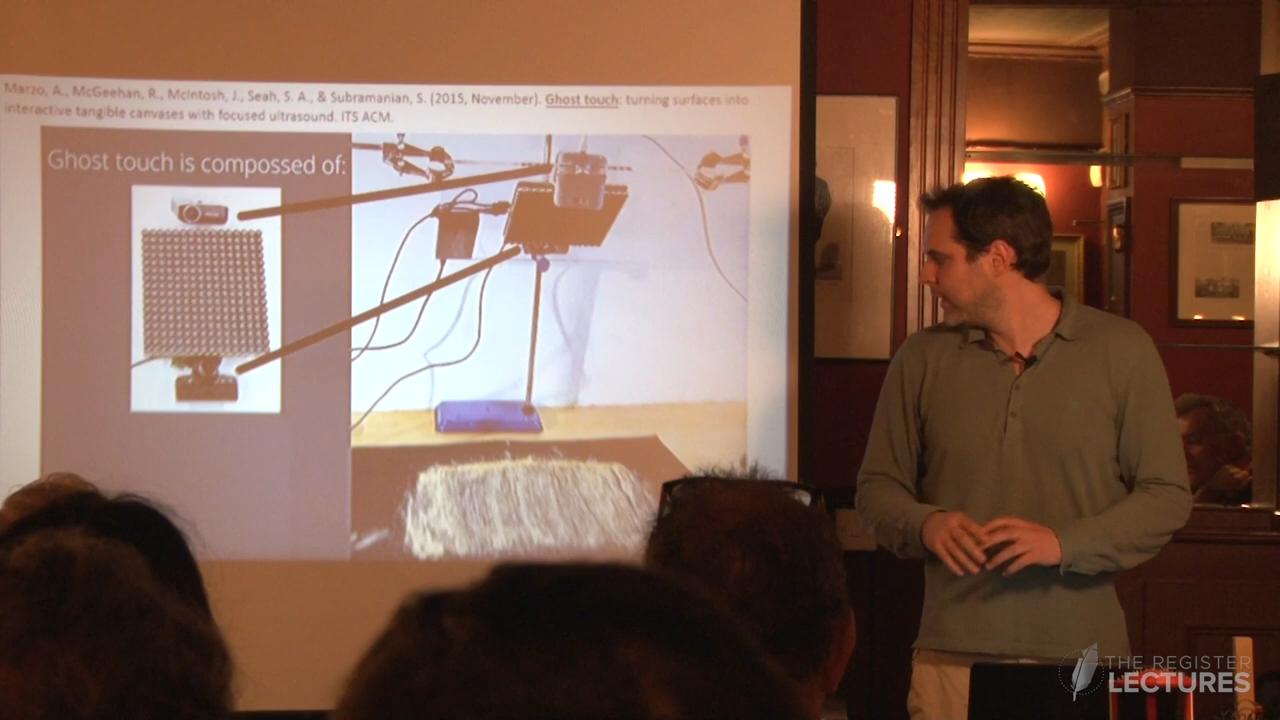 Marzo, A., McGeehan, R., McIntosh, J., Seah, S. A., & Subramanian, S. (2015, November). Ghost touch: turning surfaces into
interactive tangible canvases with focused ultrasound. ITS ACM.
Ghost touch is compossed of:
THE REGISTER
LECTURES